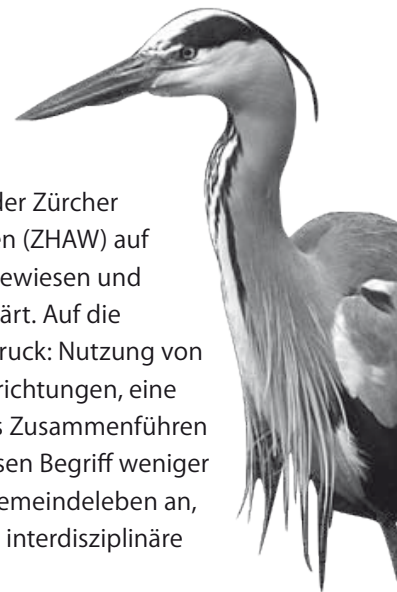 der Zürcher
en (ZHAW) auf
ewiesen und
ärt. Auf die
ruck: Nutzung von
richtungen, eine
s Zusammenführen
sen Begriff weniger
emeindeleben an,
interdisziplinäre